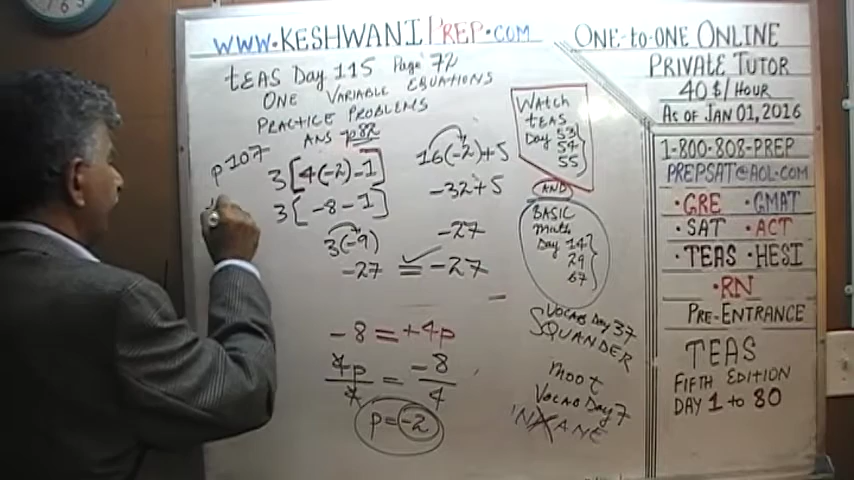 WWW.KESHWANI PREP.COM
tEAS Day 115 Page 72
ONE VARIABLE EQUATIONS
PRACTICE PROBLEMS
ANS p82
p107
3[4(-2)-1]
3[-8-1]
3(-9)
-27 = -27
16(-2)+5
-32+5
-27
-8=+4p
4p/4 = -8/4
p=-2
WAtch
tEAS
Day 53
54
55
AND
BASIC
math
Day 14
29
67
VOCAB DAY 37
SQUANDER
moot
Vocab Day 7
INANE
ONE-to-ONE ONLINE
PRIVATE TUTOR
40$/HOUR
AS OF JAN 01, 2016
1-800-808-PREP
PREPSAT@AOL.COM
•GRE •GMAT
•SAT •ACT
•TEAS •HESI
•RN
PRE-ENTRANCE
TEAS
FIFTH EDITION
DAY 1 to 80